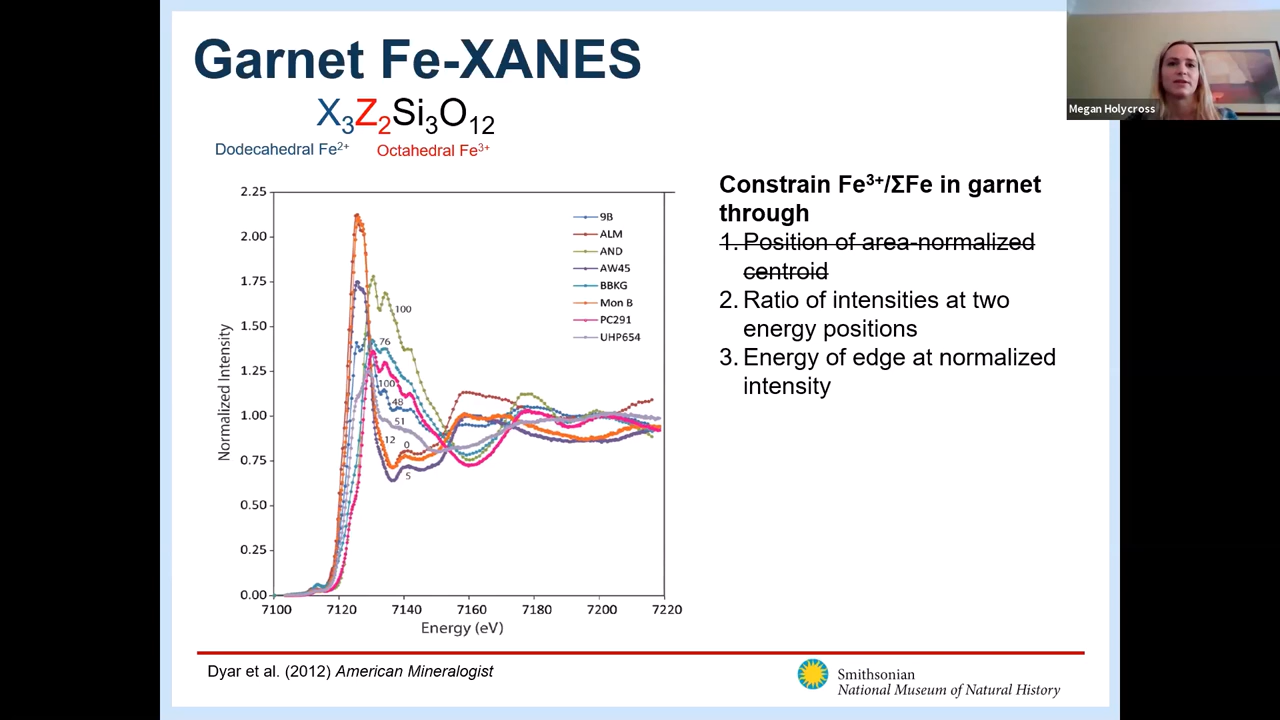 Garnet Fe-XANES
X₃Z₂Si₃O₁₂
Dodecahedral Fe²⁺ Octahedral Fe³⁺
Megan Holycross
Constrain Fe³⁺/ΣFe in garnet
through
1. Position of area-normalized
centroid
2. Ratio of intensities at two
energy positions
3. Energy of edge at normalized
intensity
Normalized Intensity
2.25
2.00
1.75
1.50
1.25
1.00
0.75
0.50
0.25
0.00
9B
ALM
AND
AW45
BBKG
Mon B
PC291
UHP654
100
76
100
48
51
12
0
5
7100 7120 7140 7160 7180 7200 7220
Energy (eV)
Dyar et al. (2012) American Mineralogist
Smithsonian
National Museum of Natural History